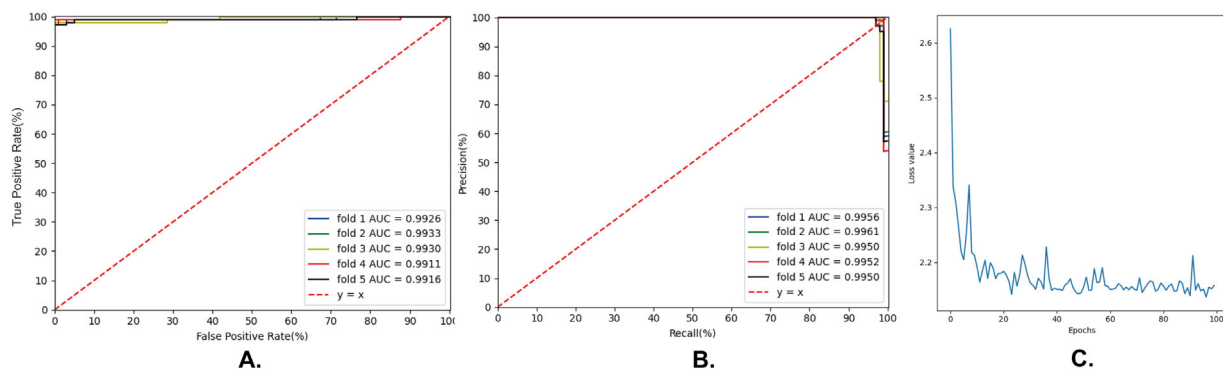 100
90
80
70
60
50
40
30
20
10
0
True Positive Rate(%)
fold 1 AUC = 0.9926
fold 2 AUC = 0.9933
fold 3 AUC = 0.9930
fold 4 AUC = 0.9911
fold 5 AUC = 0.9916
y = x
0 10 20 30 40 50 60 70 80 90 100
False Positive Rate(%)
A.
100
90
80
70
60
50
40
30
20
10
0
Precision(%)
fold 1 AUC = 0.9956
fold 2 AUC = 0.9961
fold 3 AUC = 0.9950
fold 4 AUC = 0.9952
fold 5 AUC = 0.9950
y = x
0 10 20 30 40 50 60 70 80 90 100
Recall(%)
B.
2.6
2.5
2.4
2.3
2.2
Loss value
0 20 40 60 80 100
Epochs
C.